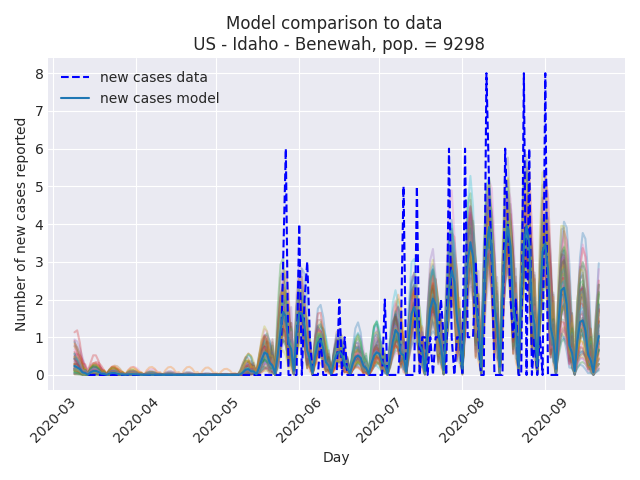 Model comparison to data
US - Idaho - Benewah, pop. = 9298
new cases data
new cases model
Number of new cases reported
8
7
6
5
4
3
2
1
0
2020-03
2020-04
2020-05
2020-06
2020-07
2020-08
2020-09
Day